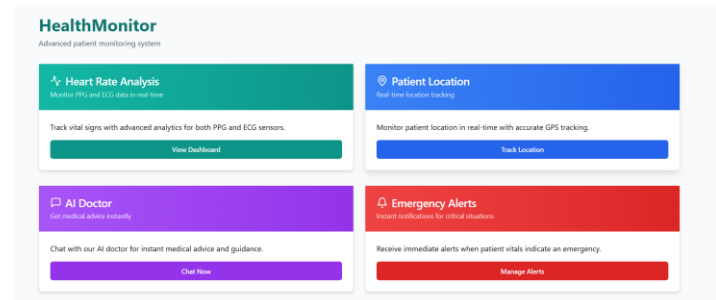 HealthMonitor
Advanced patient monitoring system
Heart Rate Analysis
Monitor PPG and ECG data in real-time
Track vital signs with advanced analytics for both PPG and ECG sensors.
View Dashboard
Patient Location
Real-time location tracking
Monitor patient location in real-time with accurate GPS tracking.
Track Location
AI Doctor
Get medical advice instantly
Chat with our AI doctor for instant medical advice and guidance.
Chat Now
Emergency Alerts
Instant notifications for critical situations
Receive immediate alerts when patient vitals indicate an emergency.
Manage Alerts